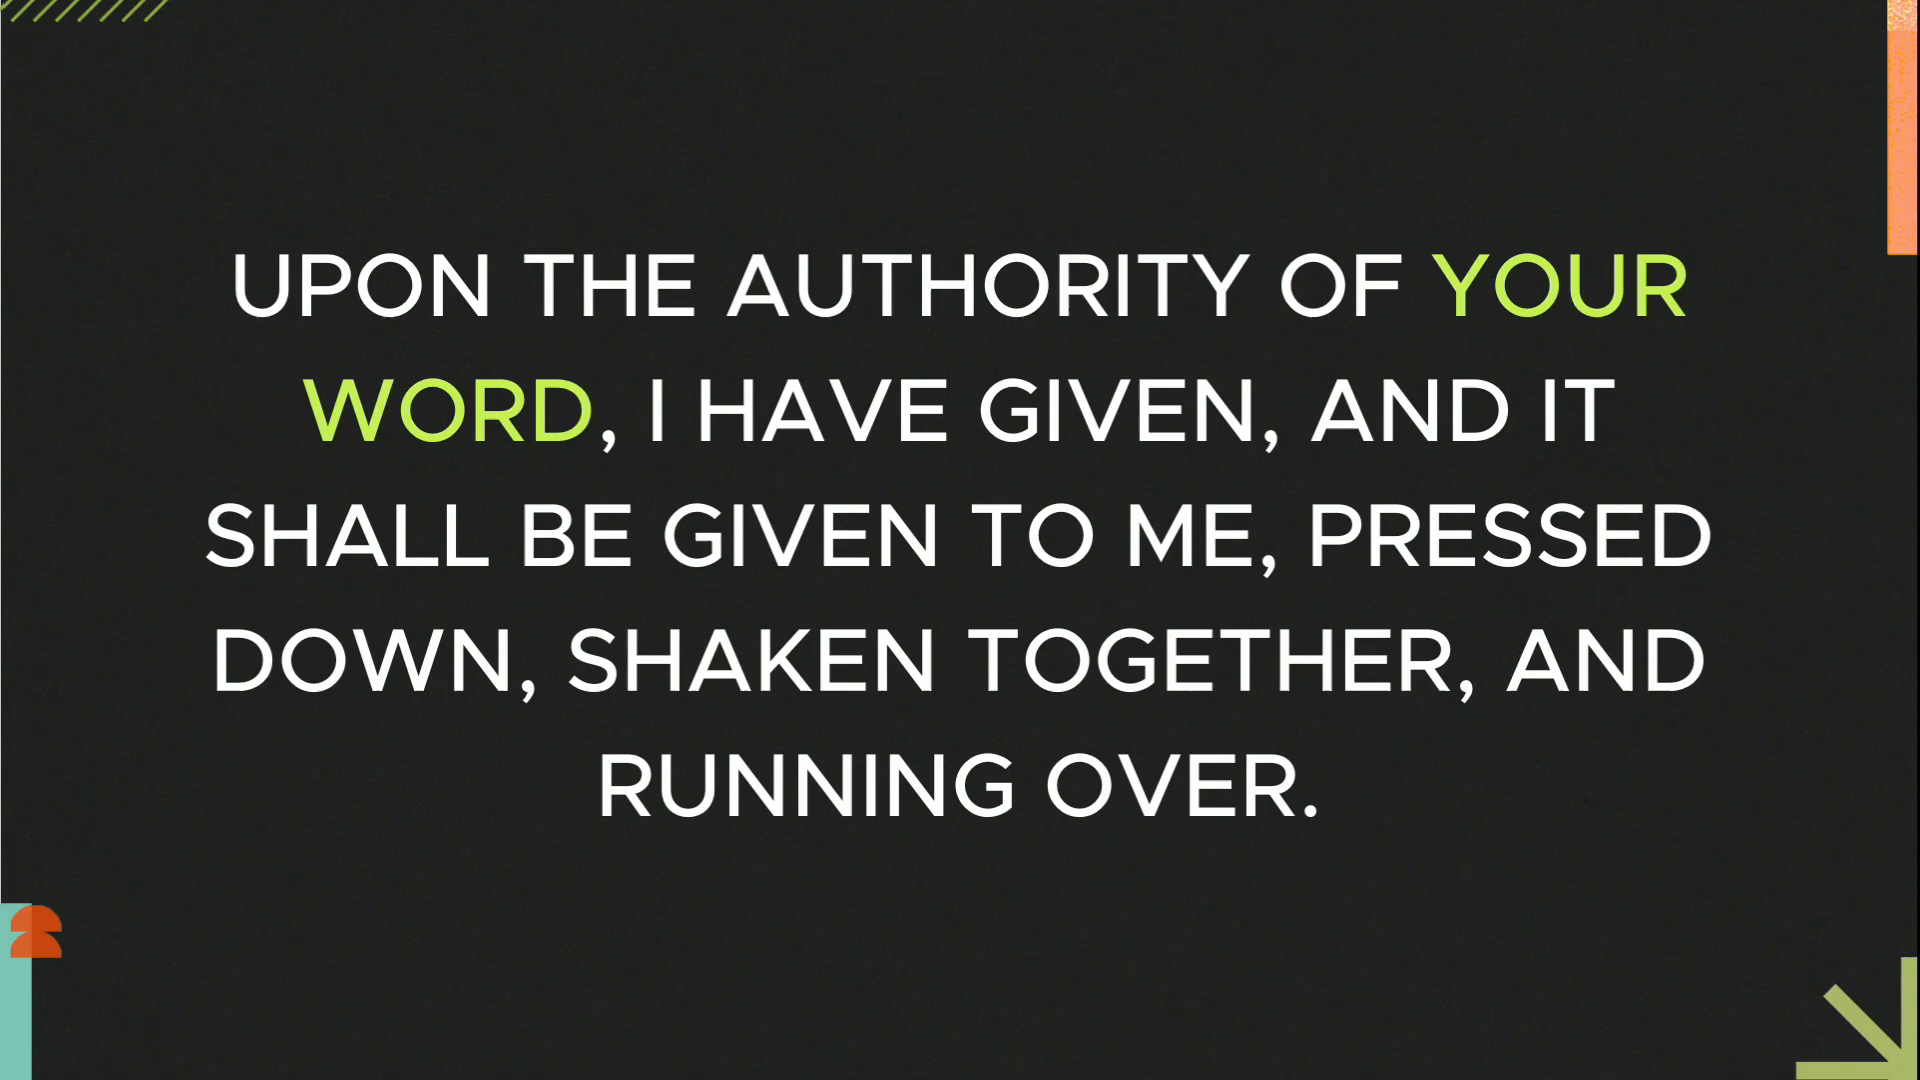 UPON THE AUTHORITY OF YOUR
WORD, I HAVE GIVEN, AND IT
SHALL BE GIVEN TO ME, PRESSED
DOWN, SHAKEN TOGETHER, AND
RUNNING OVER.